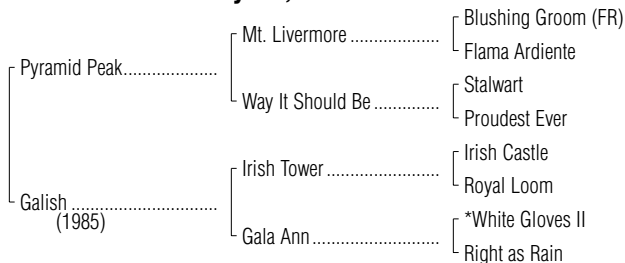 Blushing Groom (FR)
Mt. Livermore ..................
Flama Ardiente
Pyramid Peak....................
Stalwart
Way It Should Be ..............
Proudest Ever
Irish Castle
Irish Tower ........................
Royal Loom
Galish ...............................
(1985)
*White Gloves II
Gala Ann...........................
Right as Rain